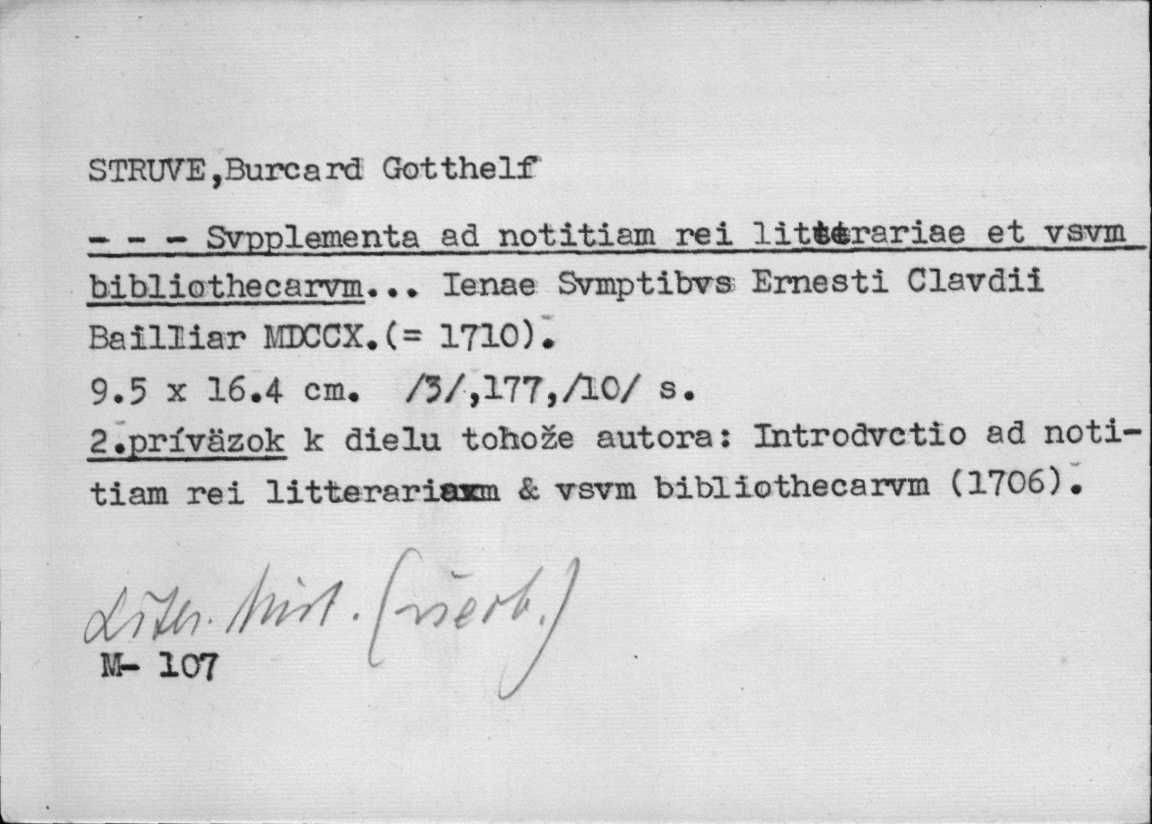 STRUVE,Burcard Gotthelf
- - - Svpplementa ad notitiam rei litterariae et vsvm
bibliothecarvm... Ienae Svmptibvs Ernesti Clavdii
Bailliar MDCCX.(= 1710).
9.5 x 16.4 cm. /3/,177,/10/ s.
2.príväzok k dielu tohože autora: Introdvctio ad noti-
tiam rei litterariam & vsvm bibliothecarvm (1706).
Liter. hist. (všeob.)
M- 107